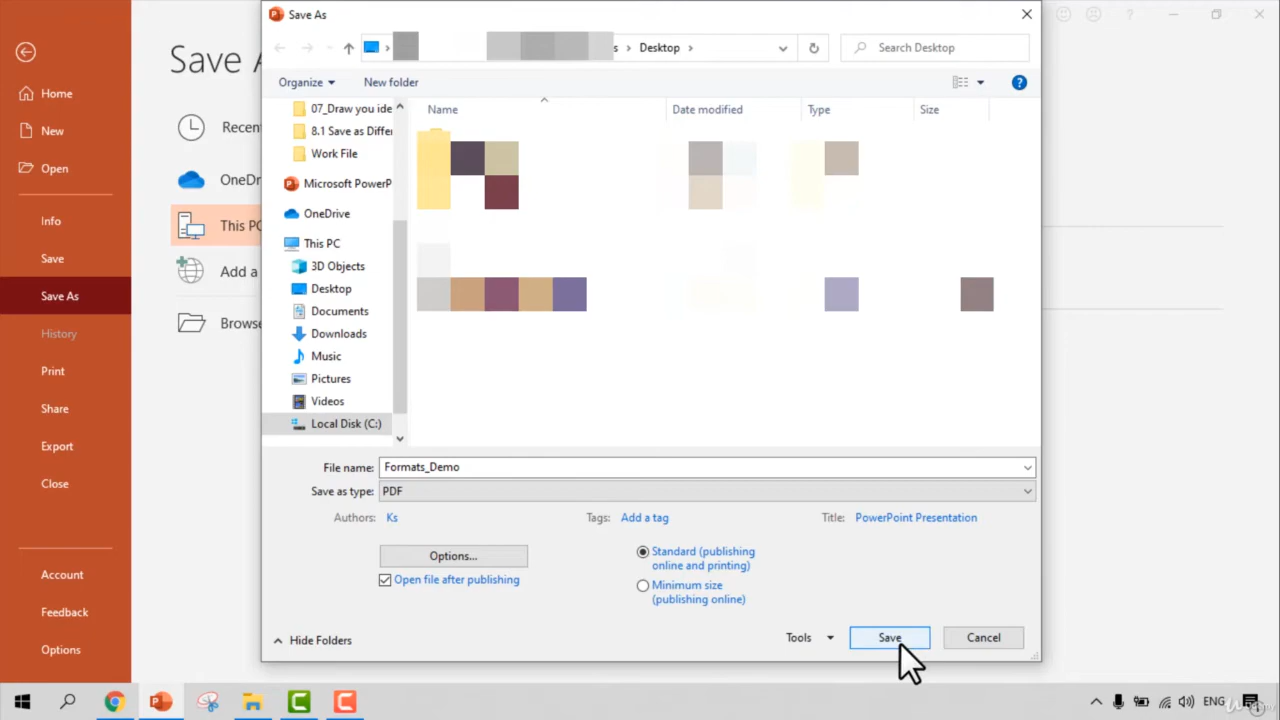 Save As
s > Desktop >
Search Desktop
Save A
Organize
New folder
Home
New
Open
Info
Save
Save As
History
Print
Share
Export
Close
Account
Feedback
Options
Recen
OneDr
This PC
Add a
Browse
07_Draw you ide
8.1 Save as Differ
Work File
Microsoft PowerP
OneDrive
This PC
3D Objects
Desktop
Documents
Downloads
Music
Pictures
Videos
Local Disk (C:)
Name
Date modified
Type
Size
File name: Formats_Demo
Save as type: PDF
Authors: Ks
Tags: Add a tag
Title: PowerPoint Presentation
Options...
Open file after publishing
Standard (publishing
online and printing)
Minimum size
(publishing online)
Hide Folders
Tools
Save
Cancel
ENG